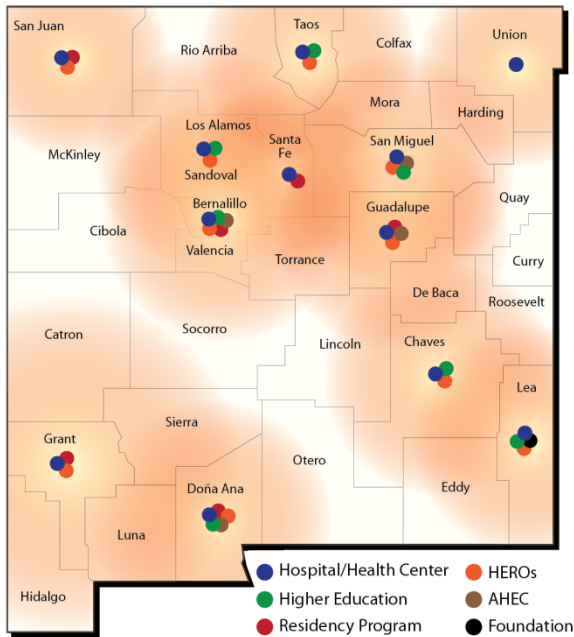 San Juan
Rio Arriba
Taos
Colfax
Union
Mora
Harding
Los Alamos
McKinley
Santa
Fe
San Miguel
Sandoval
Bernalillo
Guadalupe
Quay
Cibola
Valencia
Torrance
Curry
De Baca
Roosevelt
Catron
Socorro
Lincoln
Chaves
Lea
Sierra
Grant
Otero
Eddy
Doña Ana
Luna
Hidalgo
Hospital/Health Center
HEROs
Higher Education
AHEC
Residency Program
Foundation